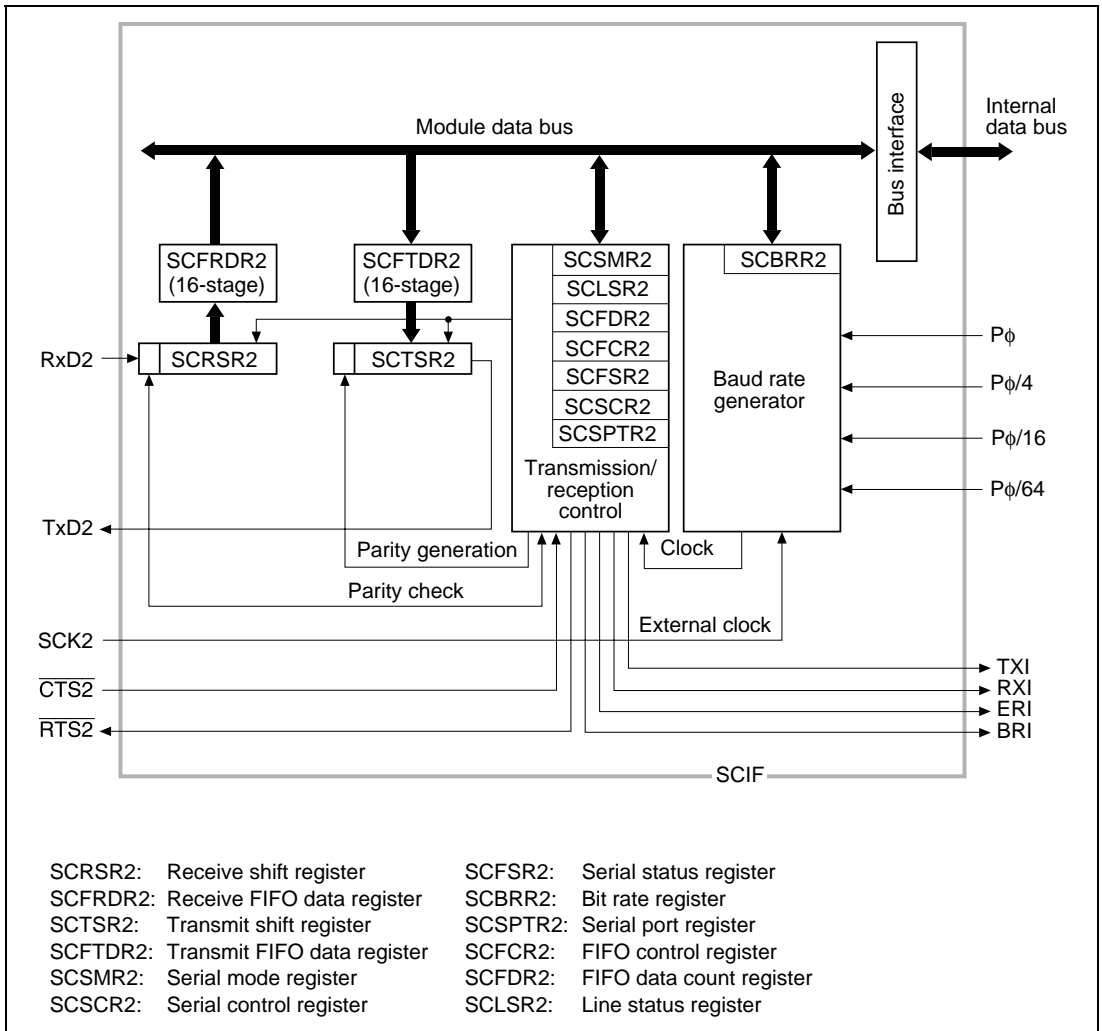 Module data bus
Bus interface
Internal
data bus
SCFRDR2
(16-stage)
SCFTDR2
(16-stage)
SCSMR2
SCLSR2
SCFDR2
SCFCR2
SCFSR2
SCSCR2
SCSPTR2
Transmission/
reception
control
SCBRR2
Baud rate
generator
RxD2
SCRSR2
SCTSR2
Pϕ
Pϕ/4
Pϕ/16
Pϕ/64
TxD2
Parity generation
Clock
Parity check
SCK2
External clock
CTS2
RTS2
TXI
RXI
ERI
BRI
SCIF
SCRSR2: Receive shift register
SCFRDR2: Receive FIFO data register
SCTSR2: Transmit shift register
SCFTDR2: Transmit FIFO data register
SCSMR2: Serial mode register
SCSCR2: Serial control register
SCFSR2: Serial status register
SCBRR2: Bit rate register
SCSPTR2: Serial port register
SCFCR2: FIFO control register
SCFDR2: FIFO data count register
SCLSR2: Line status register